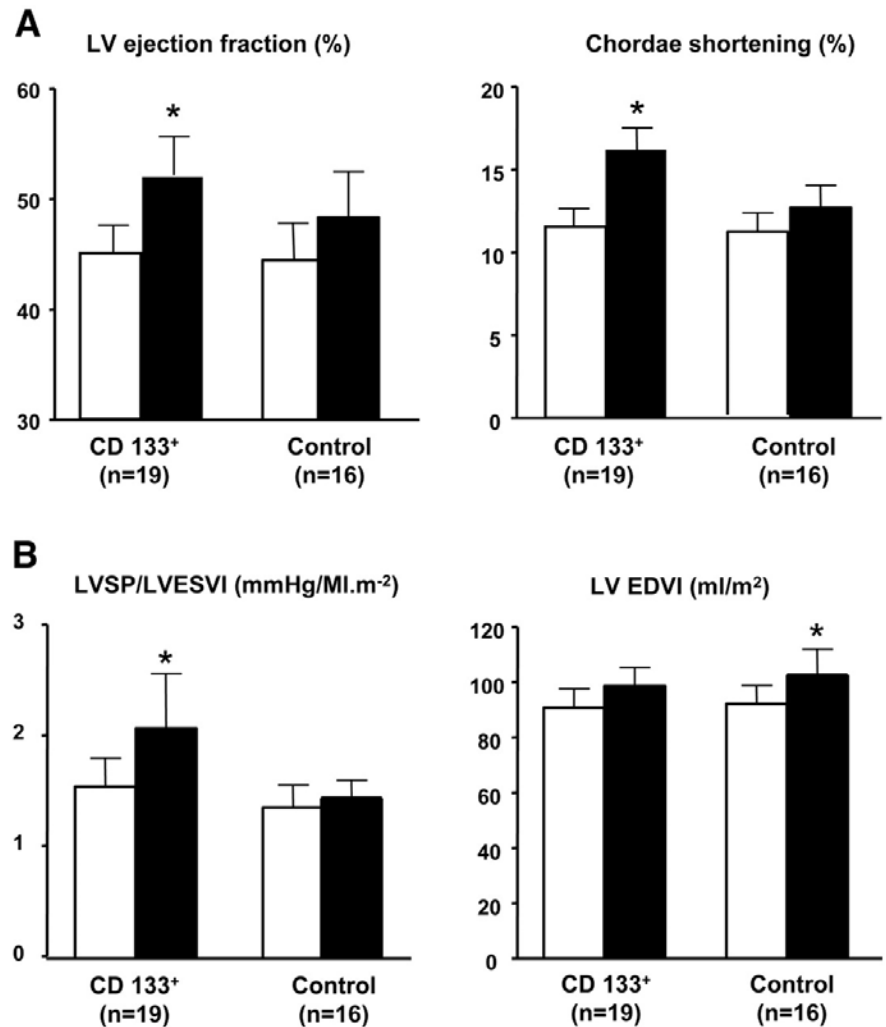 A
LV ejection fraction (%)
60
50
40
30
*
CD 133⁺
(n=19)
Control
(n=16)
Chordae shortening (%)
20
15
10
5
0
*
CD 133⁺
(n=19)
Control
(n=16)
B
LVSP/LVESVI (mmHg/Ml.m⁻²)
3
2
1
0
*
CD 133⁺
(n=19)
Control
(n=16)
LV EDVI (ml/m²)
120
100
80
60
40
20
0
*
CD 133⁺
(n=19)
Control
(n=16)